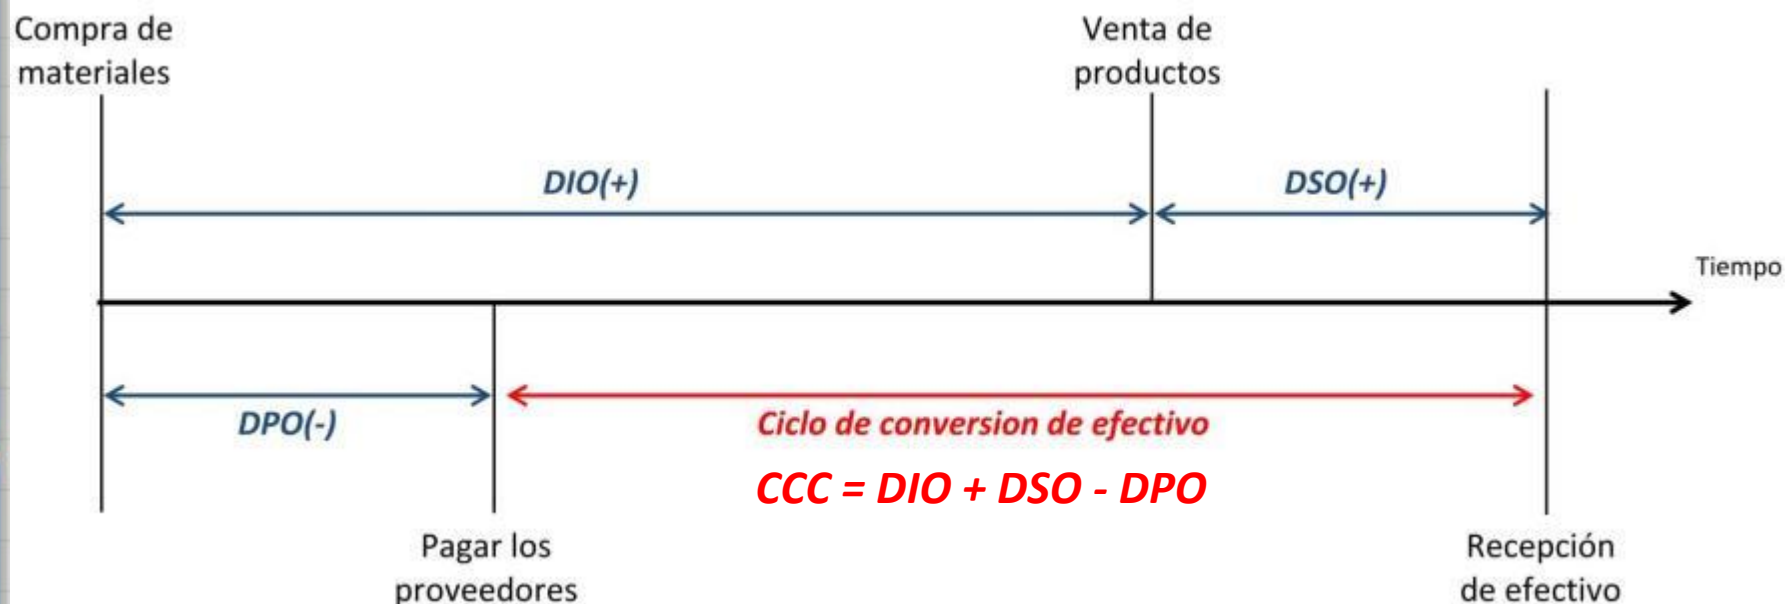 Compra de
materiales
Venta de
productos
DIO(+)
DSO(+)
Tiempo
DPO(-)
Ciclo de conversion de efectivo
CCC = DIO + DSO - DPO
Pagar los
proveedores
Recepción
de efectivo